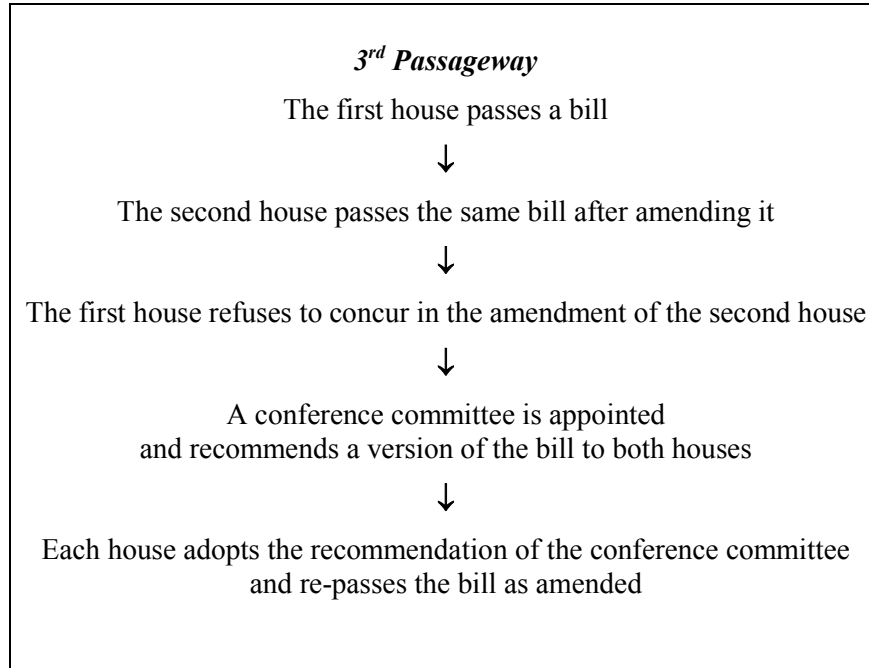 3rd Passageway
The first house passes a bill
↓
The second house passes the same bill after amending it
↓
The first house refuses to concur in the amendment of the second house
↓
A conference committee is appointed
and recommends a version of the bill to both houses
↓
Each house adopts the recommendation of the conference committee
and re-passes the bill as amended